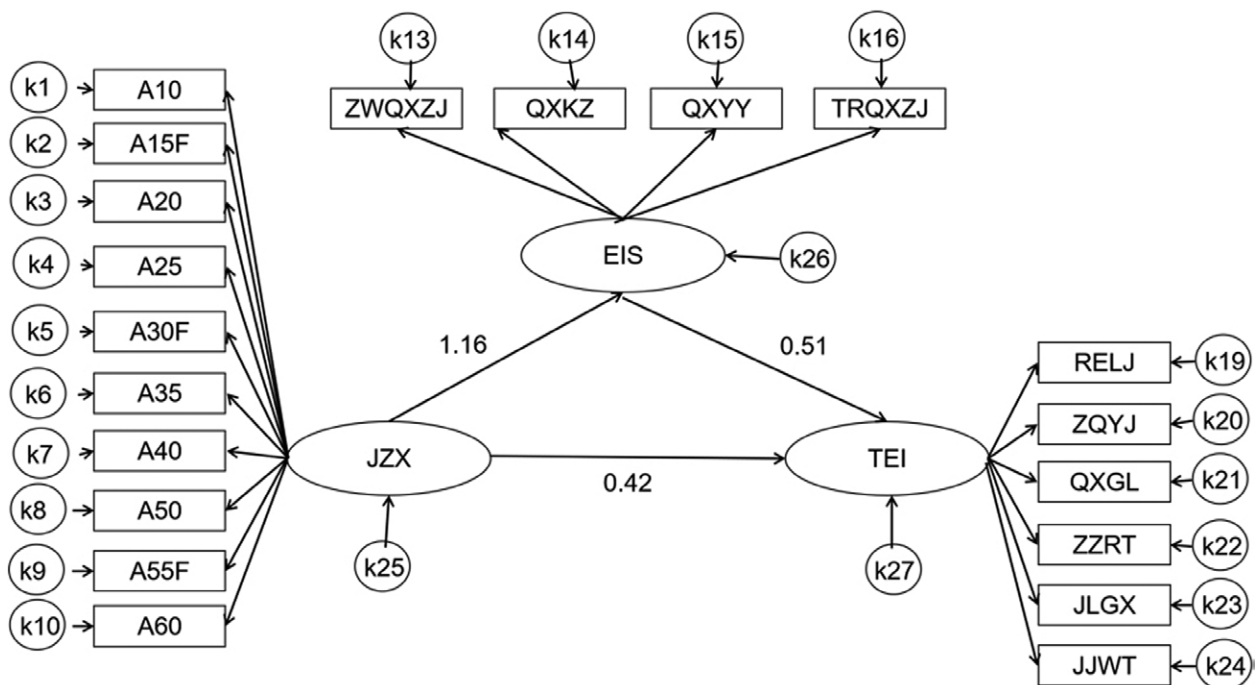 k13
k14
k15
k16
ZWQXZJ
QXKZ
QXYY
TRQXZJ
k1
A10
k2
A15F
k3
A20
k4
A25
k5
A30F
k6
A35
k7
A40
k8
A50
k9
A55F
k10
A60
EIS
k26
1.16
0.51
JZX
0.42
TEI
k25
k27
RELJ
k19
ZQYJ
k20
QXGL
k21
ZZRT
k22
JLGX
k23
JJWT
k24